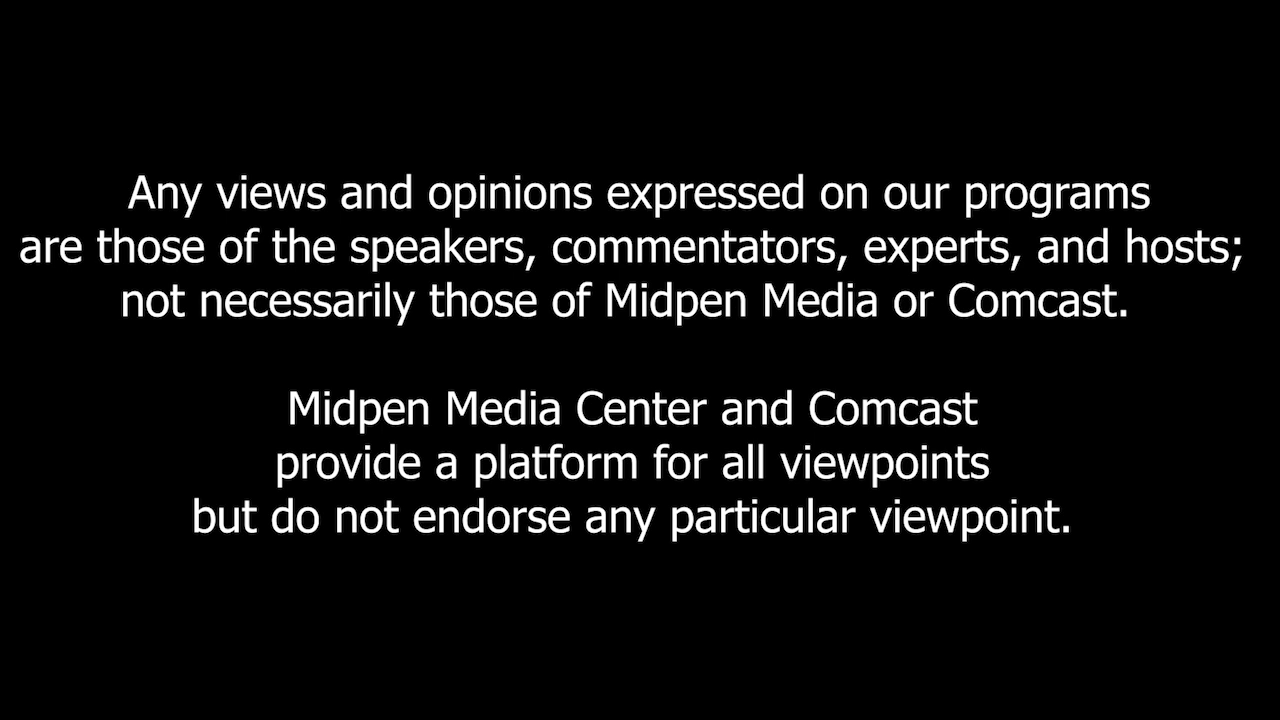 Any views and opinions expressed on our programs
are those of the speakers, commentators, experts, and hosts;
not necessarily those of Midpen Media or Comcast.
Midpen Media Center and Comcast
provide a platform for all viewpoints
but do not endorse any particular viewpoint.